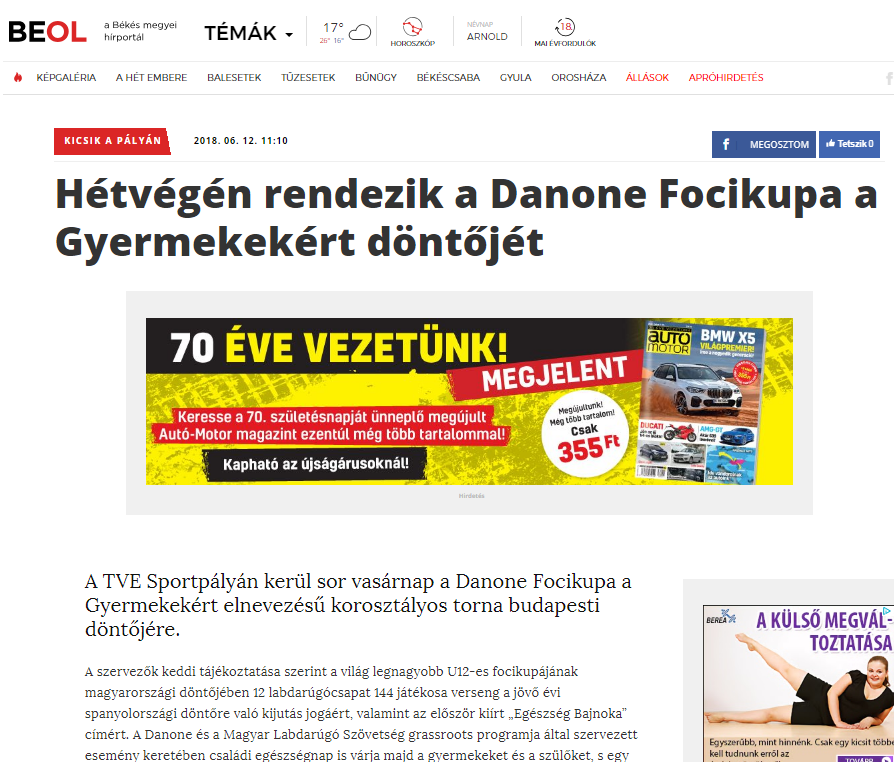 BEOL
a Békés megyei
hírportál
TÉMÁK
17°
26° 16°
HOROSZKÓP
NÉVNAP
ARNOLD
18.
MAI ÉVFORDULÓK
KÉPGALÉRIA A HÉT EMBERE BALESETEK TŰZESETEK BŰNÜGY BÉKÉSCSABA GYULA OROSHÁZA ÁLLÁSOK APRÓHIRDETÉS
KICSIK A PÁLYÁN
2018. 06. 12. 11:10
f MEGOSZTOM
Tetszik 0
Hétvégén rendezik a Danone Focikupa a
Gyermekekért döntőjét
70 ÉVE VEZETÜNK!
MEGJELENT
Keresse a 70. születésnapját ünneplő megújult
Autó-Motor magazint ezentúl még több tartalommal!
Kapható az újságárusoknál!
Megújultunk!
Még több tartalom!
Csak
355 Ft
AUTÓ
MOTOR
BMW X5
VILÁGPREMIER!
DUCATI
AMG-GT
Hirdetés
A TVE Sportpályán kerül sor vasárnap a Danone Focikupa a
Gyermekekért elnevezésű korosztályos torna budapesti
döntőjére.
A szervezők keddi tájékoztatása szerint a világ legnagyobb U12-es focikupájának
magyarországi döntőjében 12 labdarúgócsapat 144 játékosa verseng a jövő évi
spanyolországi döntőre való kijutás jogáért, valamint az először kiírt „Egészség Bajnoka”
címért. A Danone és a Magyar Labdarúgó Szövetség grassroots programja által szervezett
esemény keretében családi egészségnap is várja majd a gyermekeket és a szülőket, s egy
BEREA
A KÜLSŐ MEGVÁL-
TOZTATÁSA
Egyszerűbb, mint hinnénk. Csak egy kicsit többe
kell tudnunk erről az
TOVÁBB